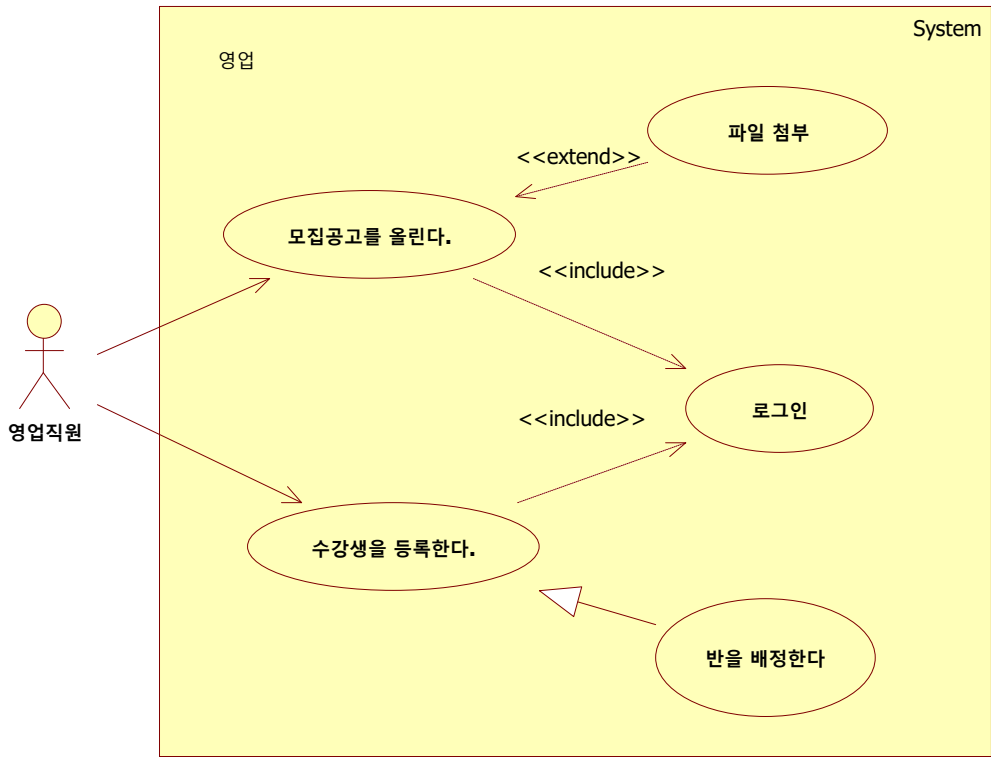 System
영업
파일 첨부
<<extend>>
모집공고를 올린다.
<<include>>
로그인
<<include>>
영업직원
수강생을 등록한다.
반을 배정한다